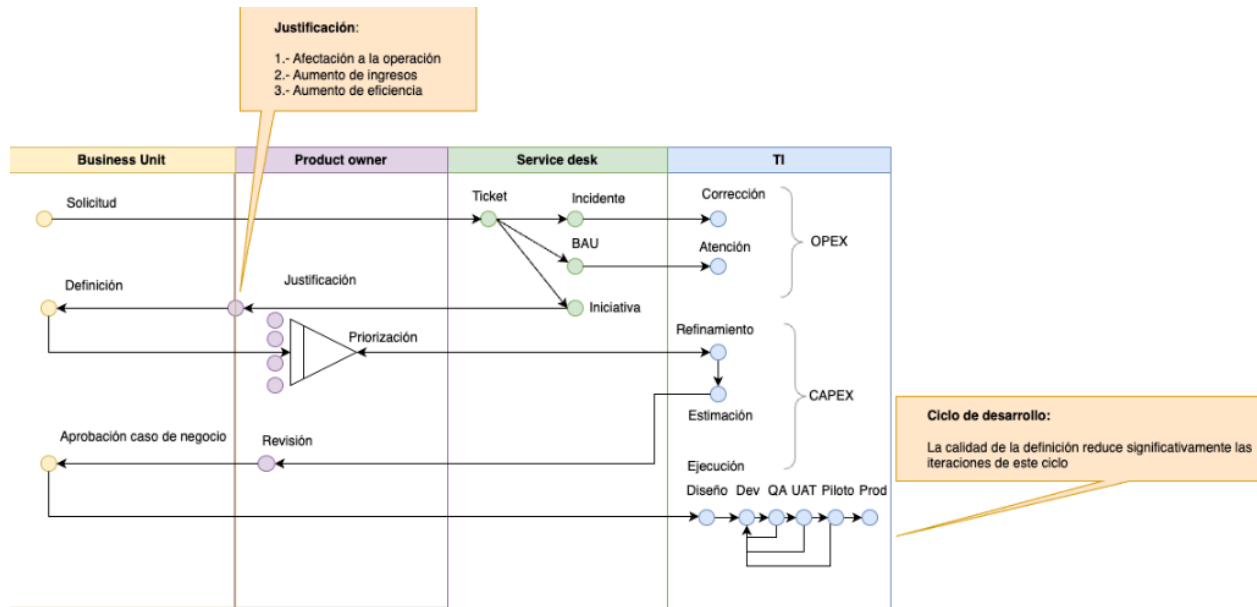 Justificación:
1.- Afectación a la operación
2.- Aumento de ingresos
3.- Aumento de eficiencia
Business Unit
Product owner
Service desk
TI
Solicitud
Ticket
Incidente
Corrección
BAU
Atención
OPEX
Definición
Justificación
Iniciativa
Priorización
Refinamiento
CAPEX
Estimación
Aprobación caso de negocio
Revisión
Ejecución
Diseño
Dev
QA
UAT
Piloto
Prod
Ciclo de desarrollo:
La calidad de la definición reduce significativamente las
iteraciones de este ciclo